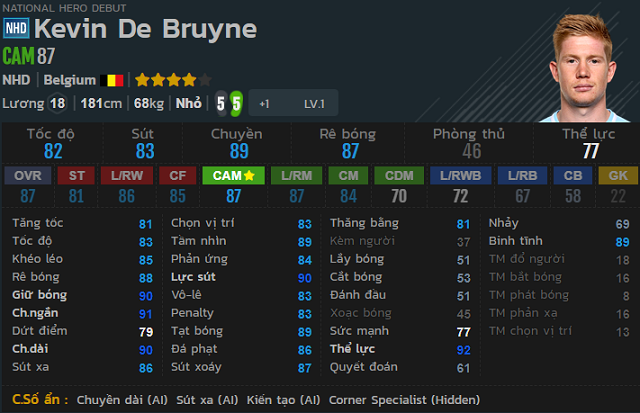 NATIONAL HERO DEBUT
NHD Kevin De Bruyne
CAM 87
NHD Belgium
Lương 18 181cm 68kg Nhỏ 5 5 +1 LV.1
Tốc độ Sút Chuyền Rê bóng Phòng thủ Thể lực
82 83 89 87 46 77
OVR ST L/RW CF CAM L/RM CM CDM L/RWB L/RB CB GK
87 81 86 85 87 87 84 70 72 67 58 22
Tăng tốc 81 Chọn vị trí 83 Thăng bằng 81 Nhảy 69
Tốc độ 83 Tầm nhìn 89 Kèm người 37 Bình tĩnh 89
Khéo léo 85 Phản ứng 84 Lấy bóng 51 TM đổ người 18
Rê bóng 88 Lực sút 90 Cắt bóng 53 TM bắt bóng 16
Giữ bóng 90 Vô-lê 83 Đánh đầu 51 TM phát bóng 8
Ch.ngắn 91 Penalty 83 Xoạc bóng 45 TM phản xạ 16
Dứt điểm 79 Tạt bóng 89 Sức mạnh 77 TM chọn vị trí 13
Ch.dài 90 Đá phạt 86 Thể lực 92
Sút xa 86 Sút xoáy 87 Quyết đoán 61
C.Số ẩn : Chuyền dài (AI) Sút xa (AI) Kiến tạo (AI) Corner Specialist (Hidden)